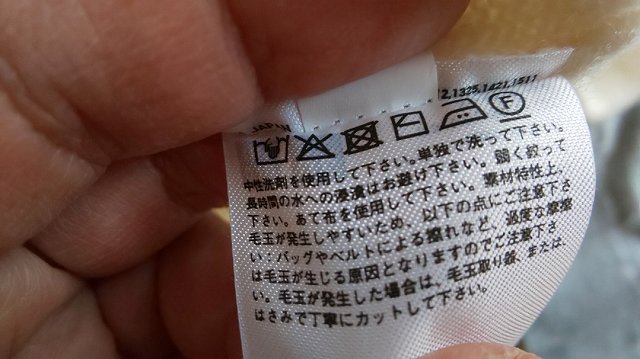 2,1325,1421,1511
JAPAN
F
中性洗剤を使用して下さい。単独で洗って下さい。
長時間の水への浸漬はお避け下さい。弱く絞って
下さい。あて布を使用して下さい。素材特性上、
毛玉が発生しやすいため、以下の点にご注意下さ
い：バッグやベルトによる擦れなど、過度な摩擦
は毛玉が生じる原因となりますのでご注意下さ
い。毛玉が発生した場合は、毛玉取り器、または、
はさみで丁寧にカットして下さい。